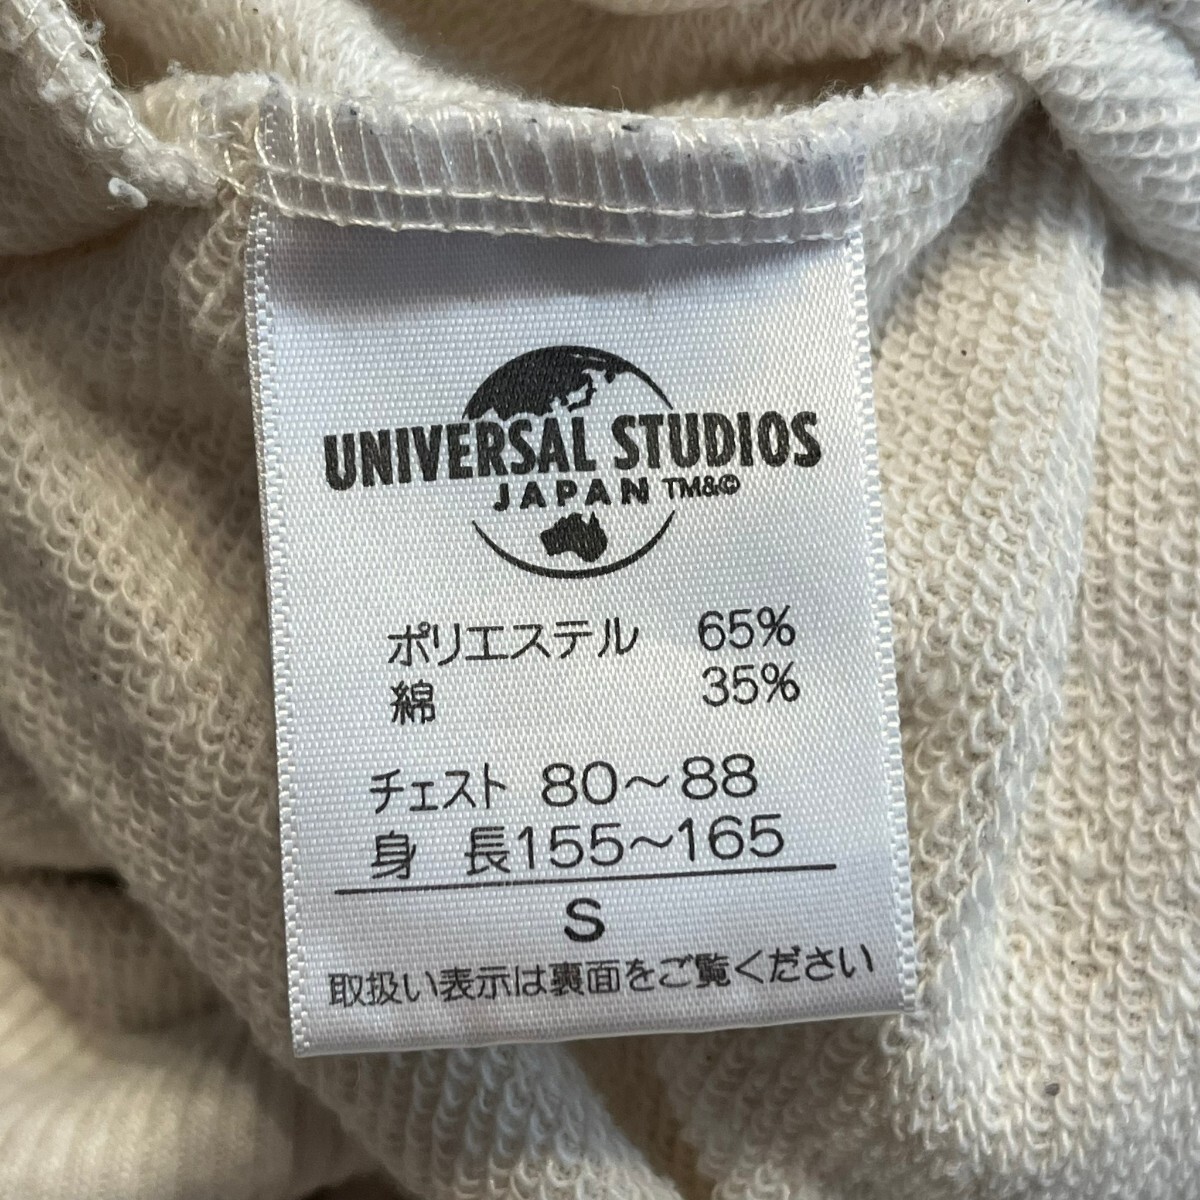 UNIVERSAL STUDIOS
JAPAN TM&©
ポリエステル 65%
綿 35%
チェスト 80～88
身 長155～165
S
取扱い表示は裏面をご覧ください